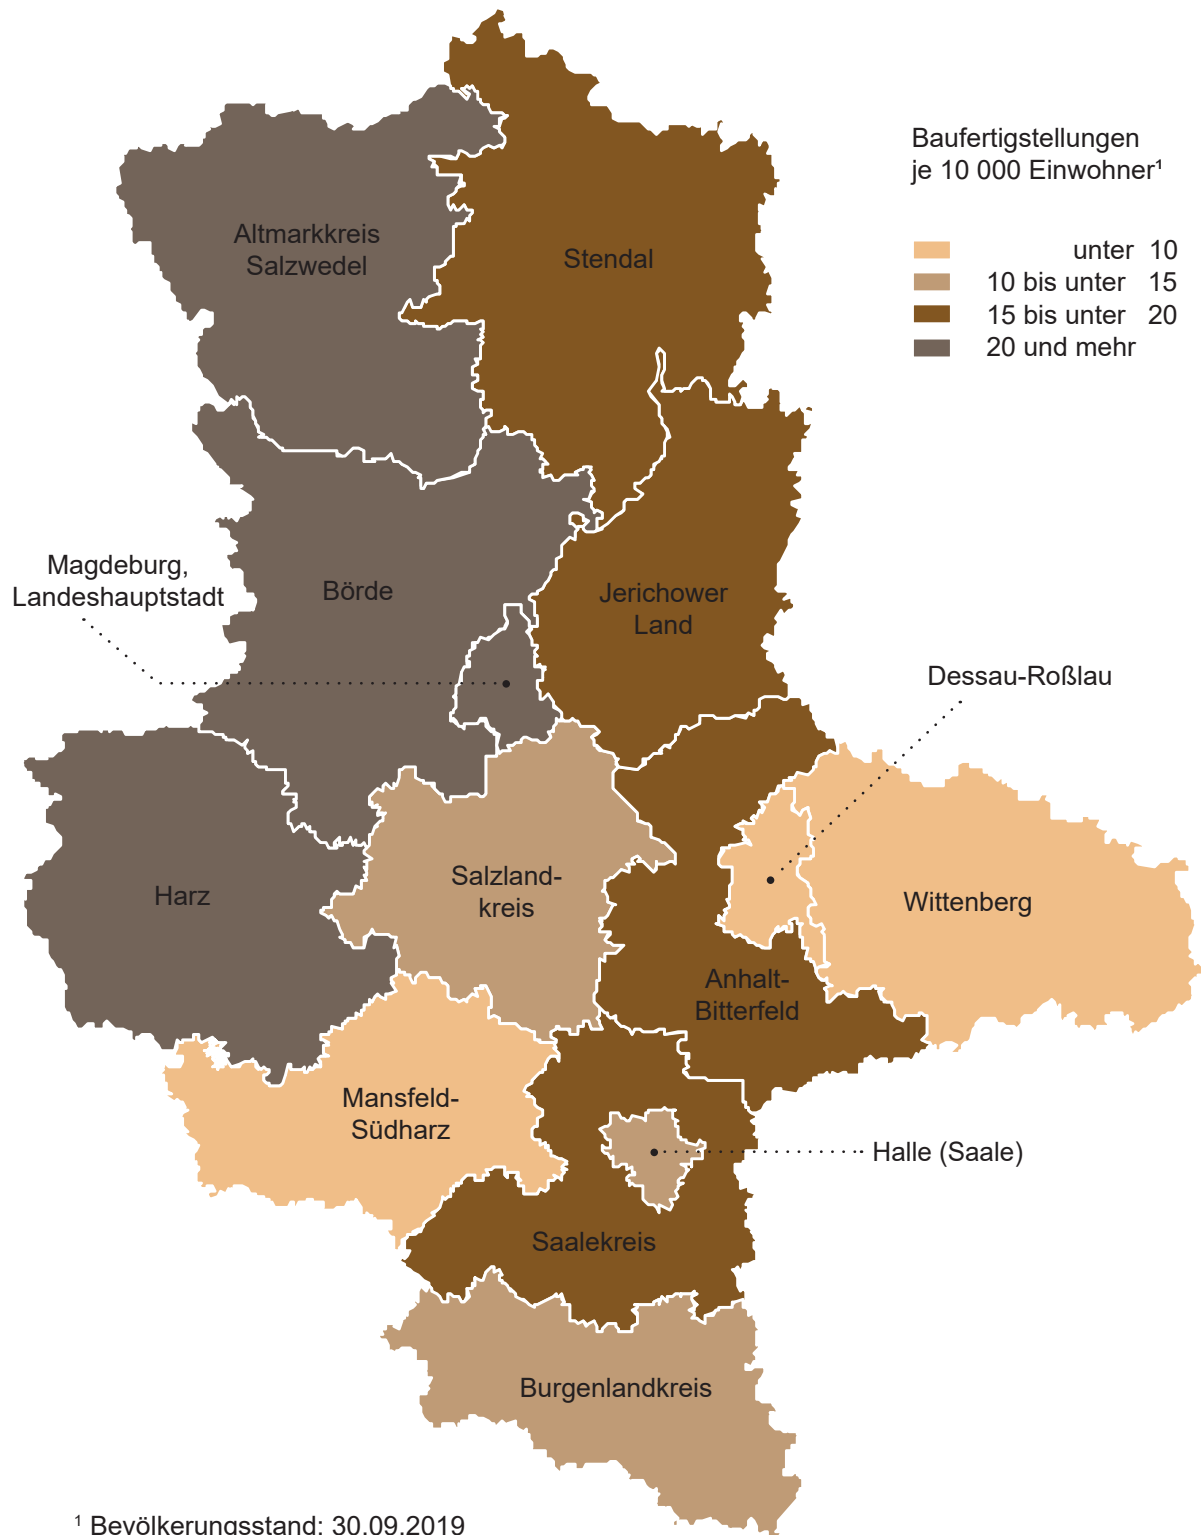 Baufertigstellungen
je 10 000 Einwohner¹
unter 10
10 bis unter 15
15 bis unter 20
20 und mehr
Altmarkkreis
Salzwedel
Stendal
Magdeburg,
Landeshauptstadt
Börde
Jerichower
Land
Dessau-Roßlau
Harz
Salzland-
kreis
Wittenberg
Anhalt-
Bitterfeld
Mansfeld-
Südharz
Halle (Saale)
Saalekreis
Burgenlandkreis
¹ Bevölkerungsstand: 30.09.2019